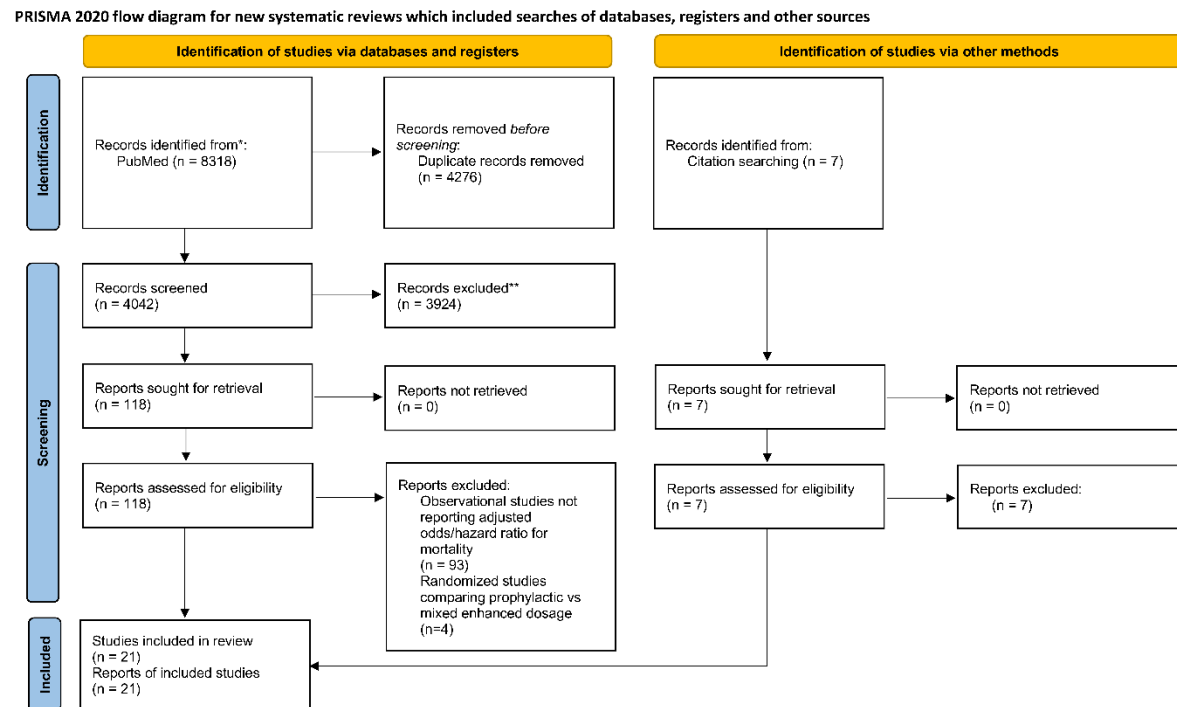 PRISMA 2020 flow diagram for new systematic reviews which included searches of databases, registers and other sources
Identification of studies via databases and registers
Identification of studies via other methods
Identification
Records identified from*:
PubMed (n = 8318)
Records removed before
screening:
Duplicate records removed
(n = 4276)
Records identified from:
Citation searching (n = 7)
Screening
Records screened
(n = 4042)
Records excluded**
(n = 3924)
Reports sought for retrieval
(n = 118)
Reports not retrieved
(n = 0)
Reports sought for retrieval
(n = 7)
Reports not retrieved
(n = 0)
Reports assessed for eligibility
(n = 118)
Reports excluded:
Observational studies not
reporting adjusted
odds/hazard ratio for
mortality
(n = 93)
Randomized studies
comparing prophylactic vs
mixed enhanced dosage
(n=4)
Reports assessed for eligibility
(n = 7)
Reports excluded:
(n = 7)
Included
Studies included in review
(n = 21)
Reports of included studies
(n = 21)